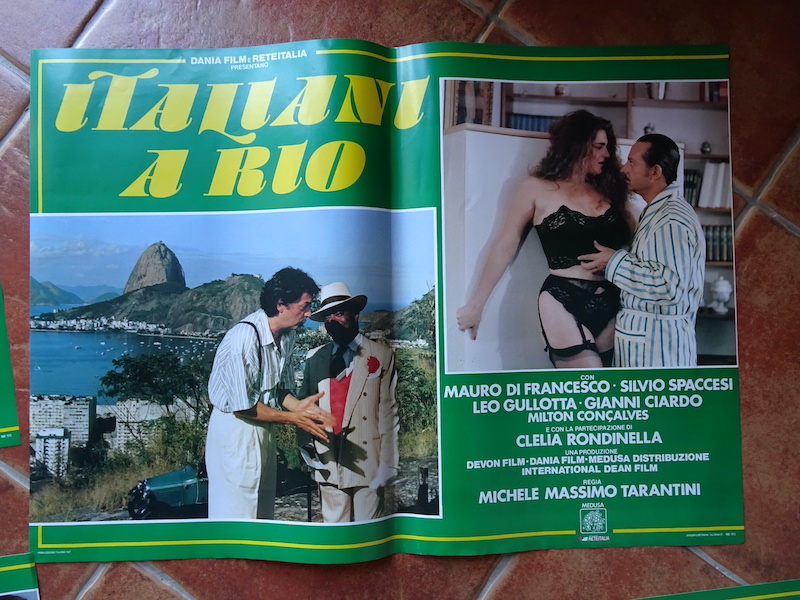 DANIA FILM E RETEITALIA
PRESENTANO
ITALIANI
A RIO
CON
MAURO DI FRANCESCO · SILVIO SPACCESI
LEO GULLOTTA · GIANNI CIARDO
MILTON CONÇALVES
E CON LA PARTECIPAZIONE DI
CLELIA RONDINELLA
UNA PRODUZIONE
DEVON FILM · DANIA FILM · MEDUSA DISTRIBUZIONE
INTERNATIONAL DEAN FILM
REGIA
MICHELE MASSIMO TARANTINI
MEDUSA
RETEITALIA